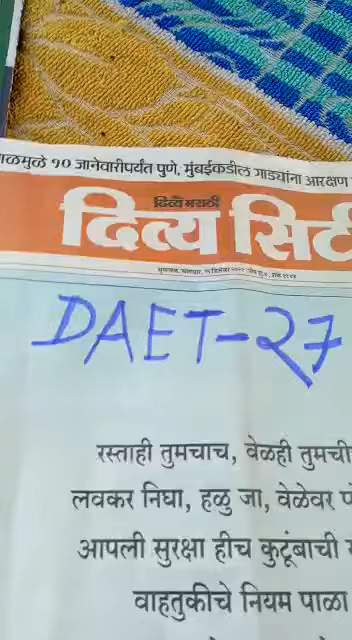 ाळमुळे १० जानेवारीपर्यंत पुणे, मुंबईकडील गाड्यांना आरक्षण
दिव्य मराठी
दिव्य सिटी
DAET-27
रस्ताही तुमचाच, वेळही तुमची
लवकर निघा, हळु जा, वेळेवर
आपली सुरक्षा हीच कुटूंबाची
वाहतुकीचे नियम पाळा